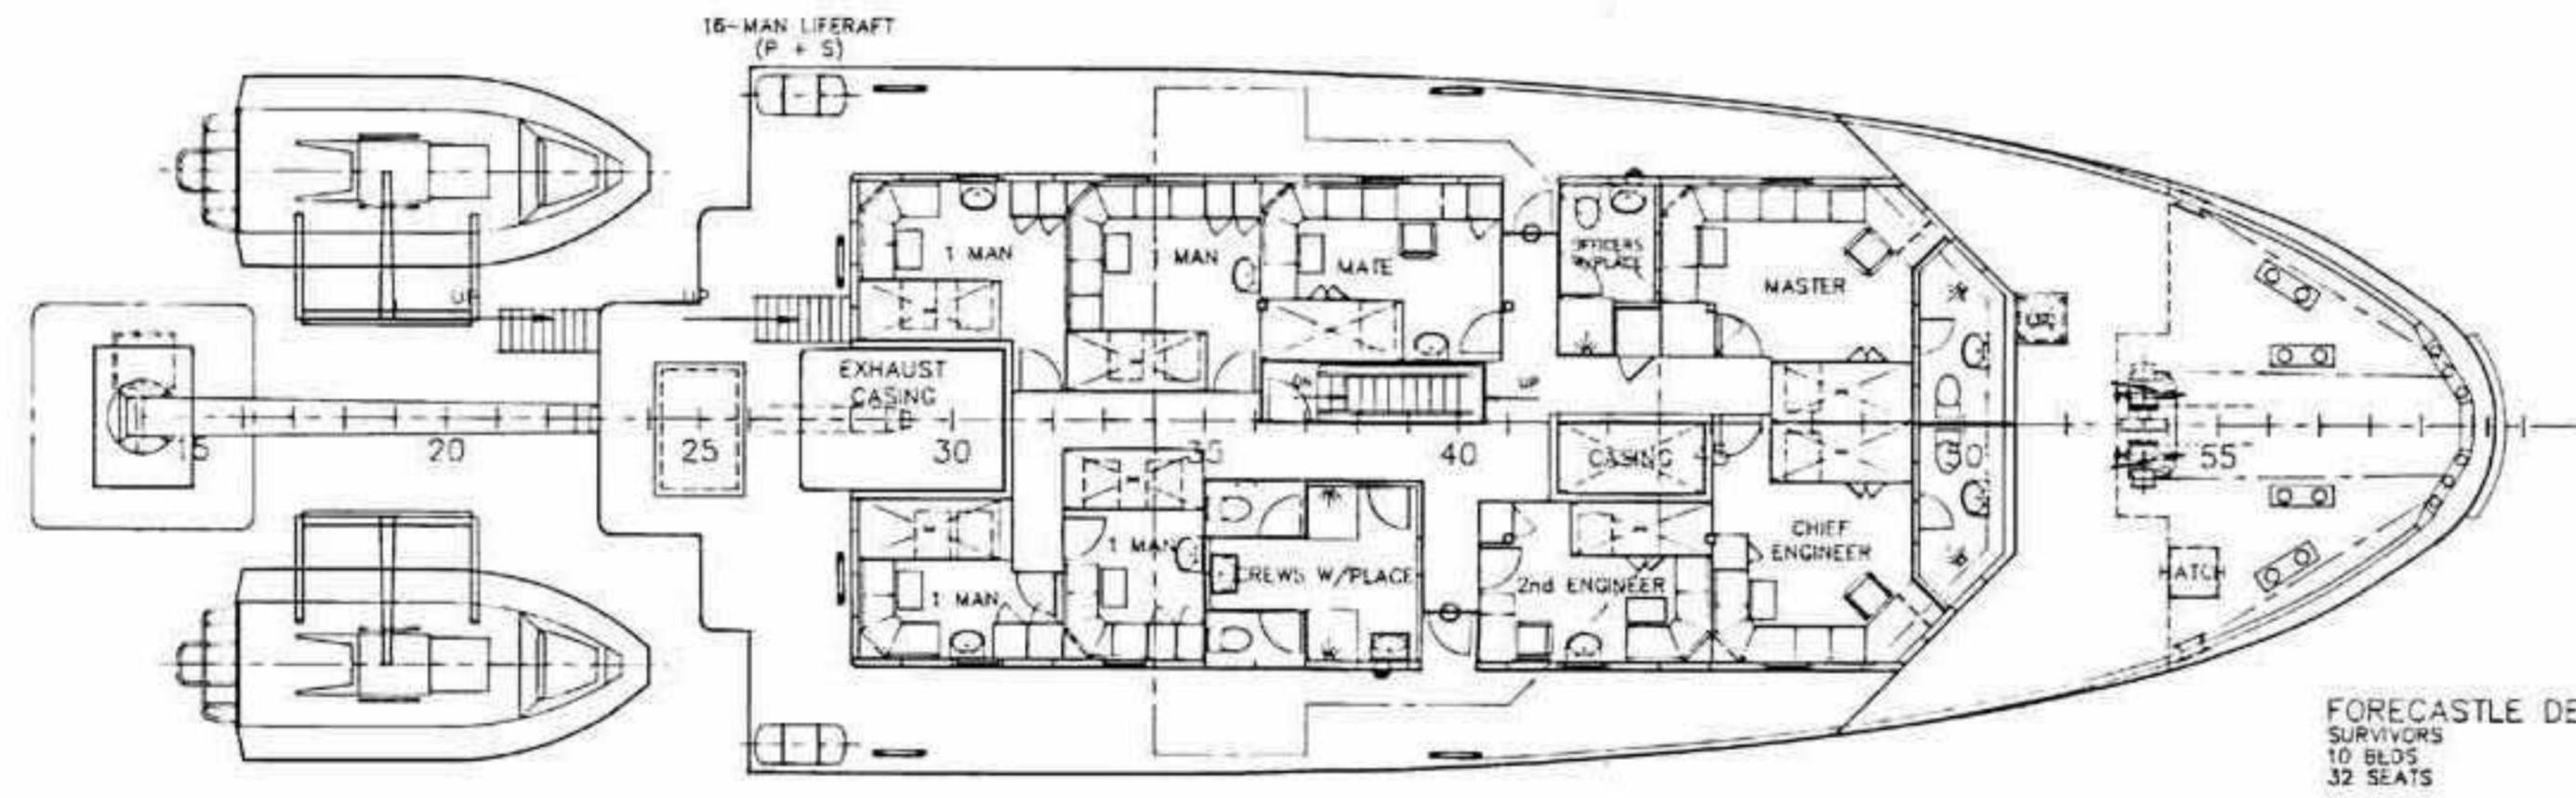 16-MAN LIFERAFT
(P + S)
1 MAN
MAN
MATE
OFFICERS
W/PLACE
MASTER
UP
UP
EXHAUST
CASING
DN
UP
15
20
25
30
35
40
CASING
45
50
55
1 MAN
1 MAN
CREWS W/PLACE
2nd ENGINEER
CHIEF
ENGINEER
HATCH
FORECASTLE DE
SURVIVORS
10 BEDS
32 SEATS